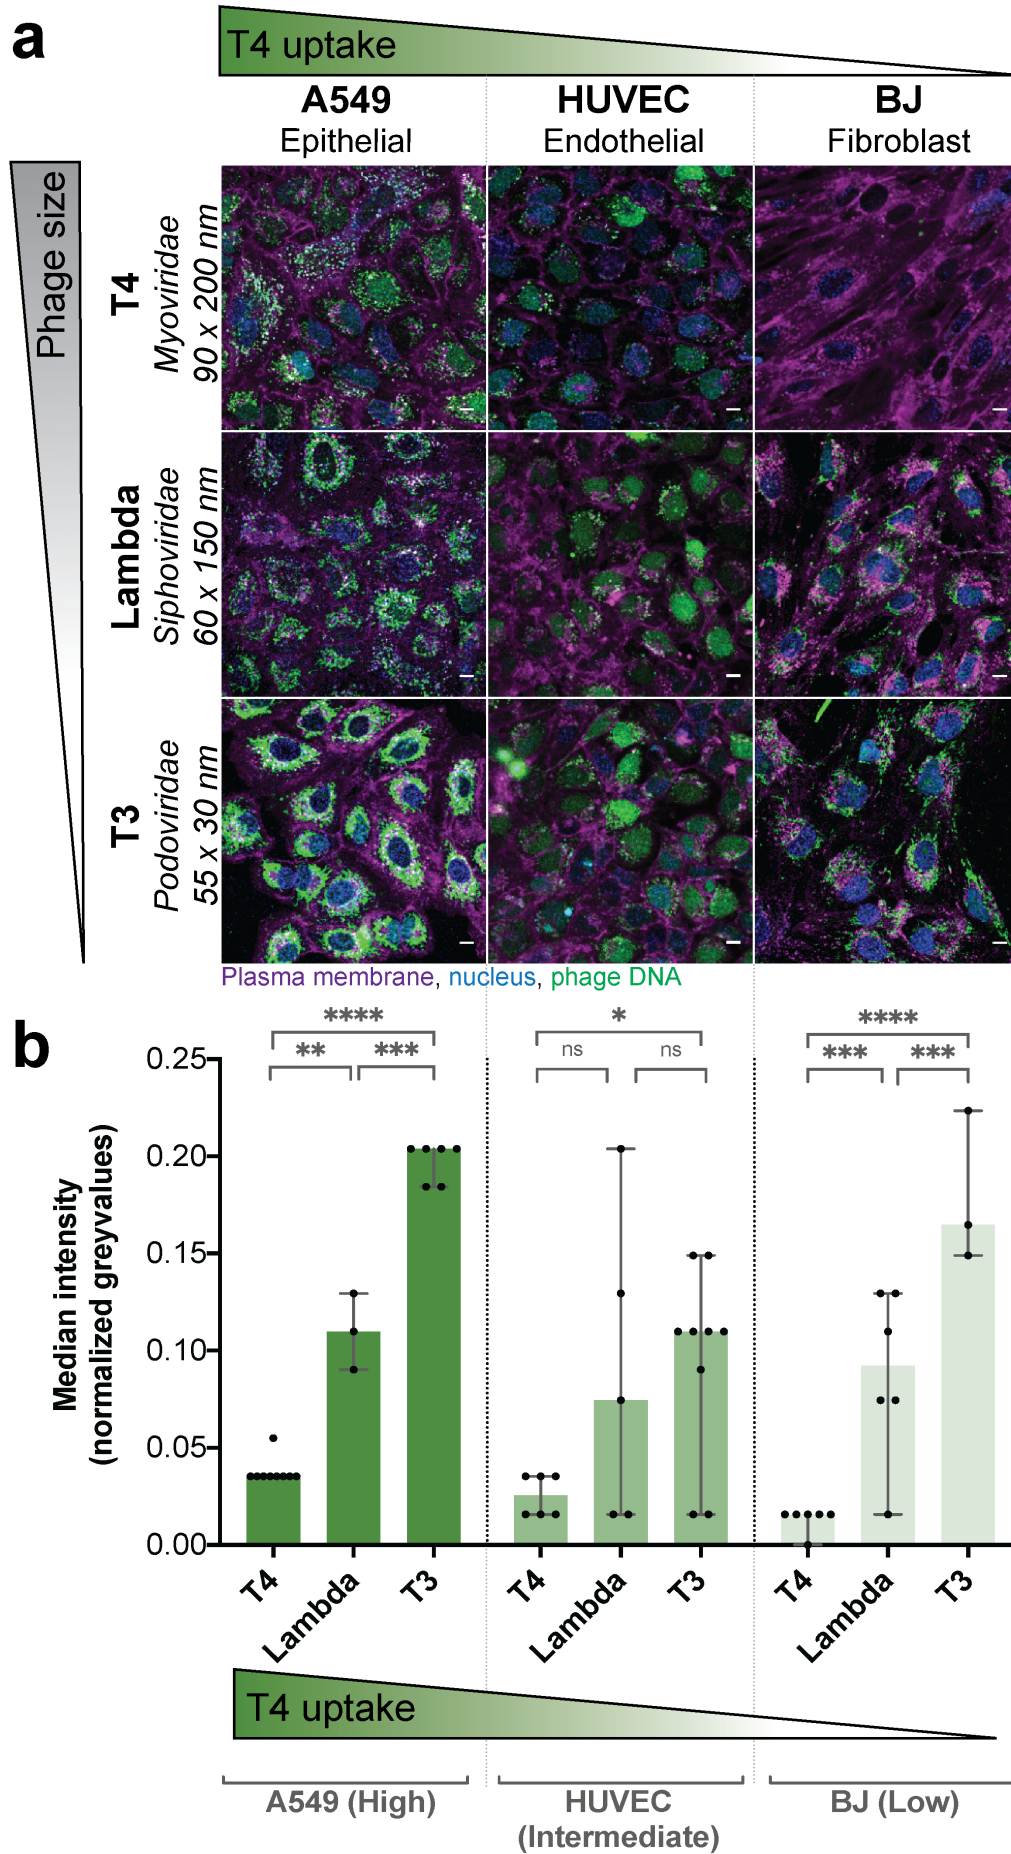 a
T4 uptake
A549
Epithelial
HUVEC
Endothelial
BJ
Fibroblast
Phage size
T4
Myoviridae
90 x 200 nm
Lambda
Siphoviridae
60 x 150 nm
T3
Podoviridae
55 x 30 nm
Plasma membrane, nucleus, phage DNA
b
Median intensity
(normalized greyvalues)
0.25
0.20
0.15
0.10
0.05
0.00
****
** ***
*
ns ns
****
*** ***
T4 Lambda T3
T4 Lambda T3
T4 Lambda T3
T4 uptake
A549 (High)
HUVEC
(Intermediate)
BJ (Low)